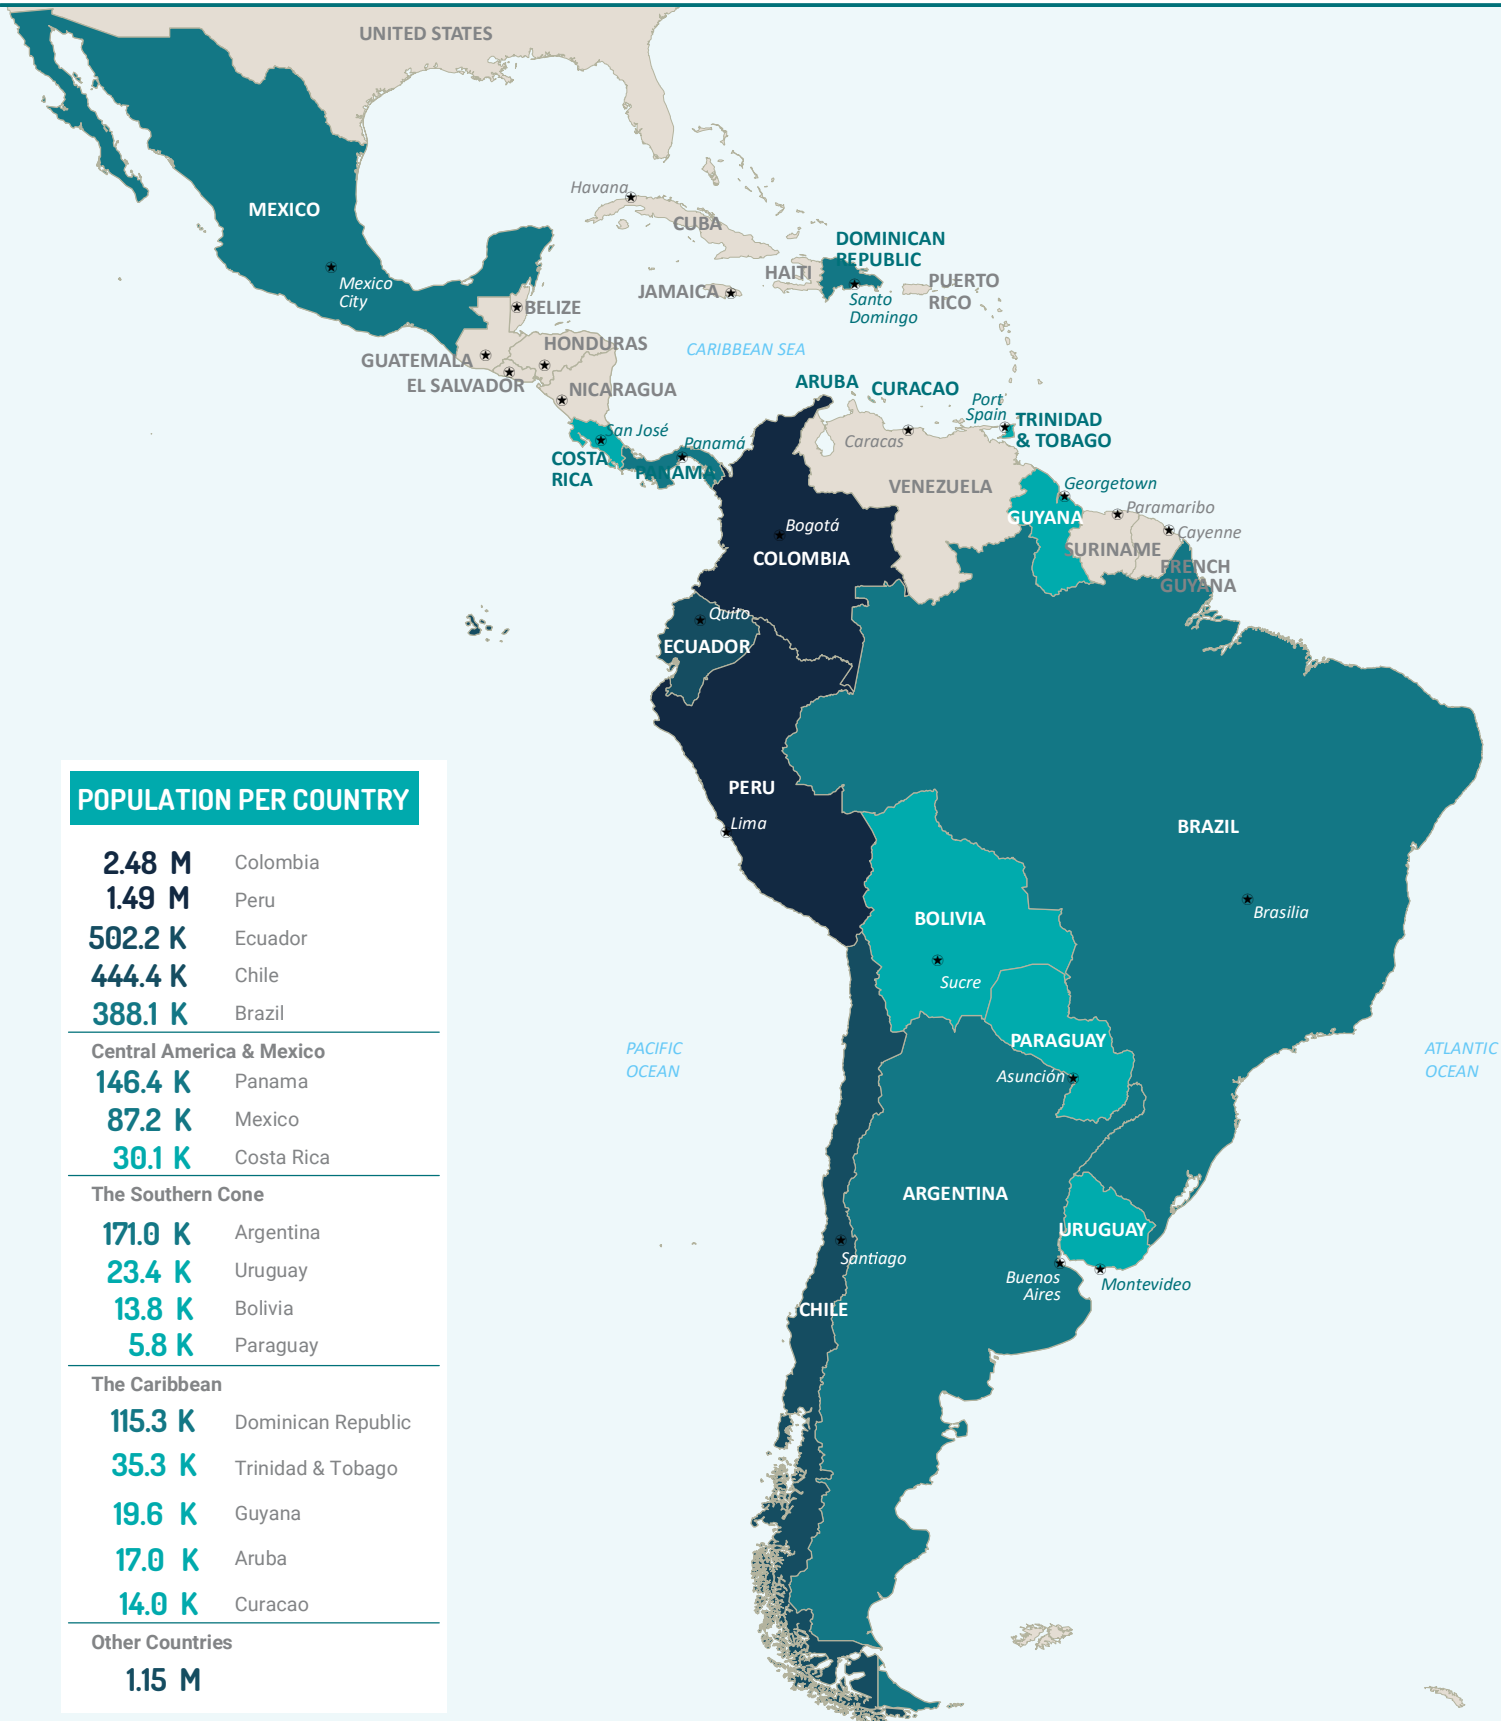 UNITED STATES
MEXICO
Mexico
City
Havana
CUBA
DOMINICAN
REPUBLIC
HAITI
JAMAICA
PUERTO
RICO
Santo
Domingo
BELIZE
HONDURAS
GUATEMALA
EL SALVADOR
NICARAGUA
CARIBBEAN SEA
ARUBA
CURACAO
Port
Spain
TRINIDAD
& TOBAGO
San José
COSTA
RICA
Panamá
PANAMA
Caracas
VENEZUELA
Georgetown
GUYANA
Paramaribo
SURINAME
Cayenne
FRENCH
GUYANA
Bogotá
COLOMBIA
Quito
ECUADOR
PERU
Lima
BRAZIL
Brasilia
BOLIVIA
Sucre
PARAGUAY
Asunción
PACIFIC
OCEAN
ATLANTIC
OCEAN
ARGENTINA
URUGUAY
Santiago
Buenos
Aires
Montevideo
CHILE
POPULATION PER COUNTRY
2.48 M Colombia
1.49 M Peru
502.2 K Ecuador
444.4 K Chile
388.1 K Brazil
Central America & Mexico
146.4 K Panama
87.2 K Mexico
30.1 K Costa Rica
The Southern Cone
171.0 K Argentina
23.4 K Uruguay
13.8 K Bolivia
5.8 K Paraguay
The Caribbean
115.3 K Dominican Republic
35.3 K Trinidad & Tobago
19.6 K Guyana
17.0 K Aruba
14.0 K Curacao
Other Countries
1.15 M